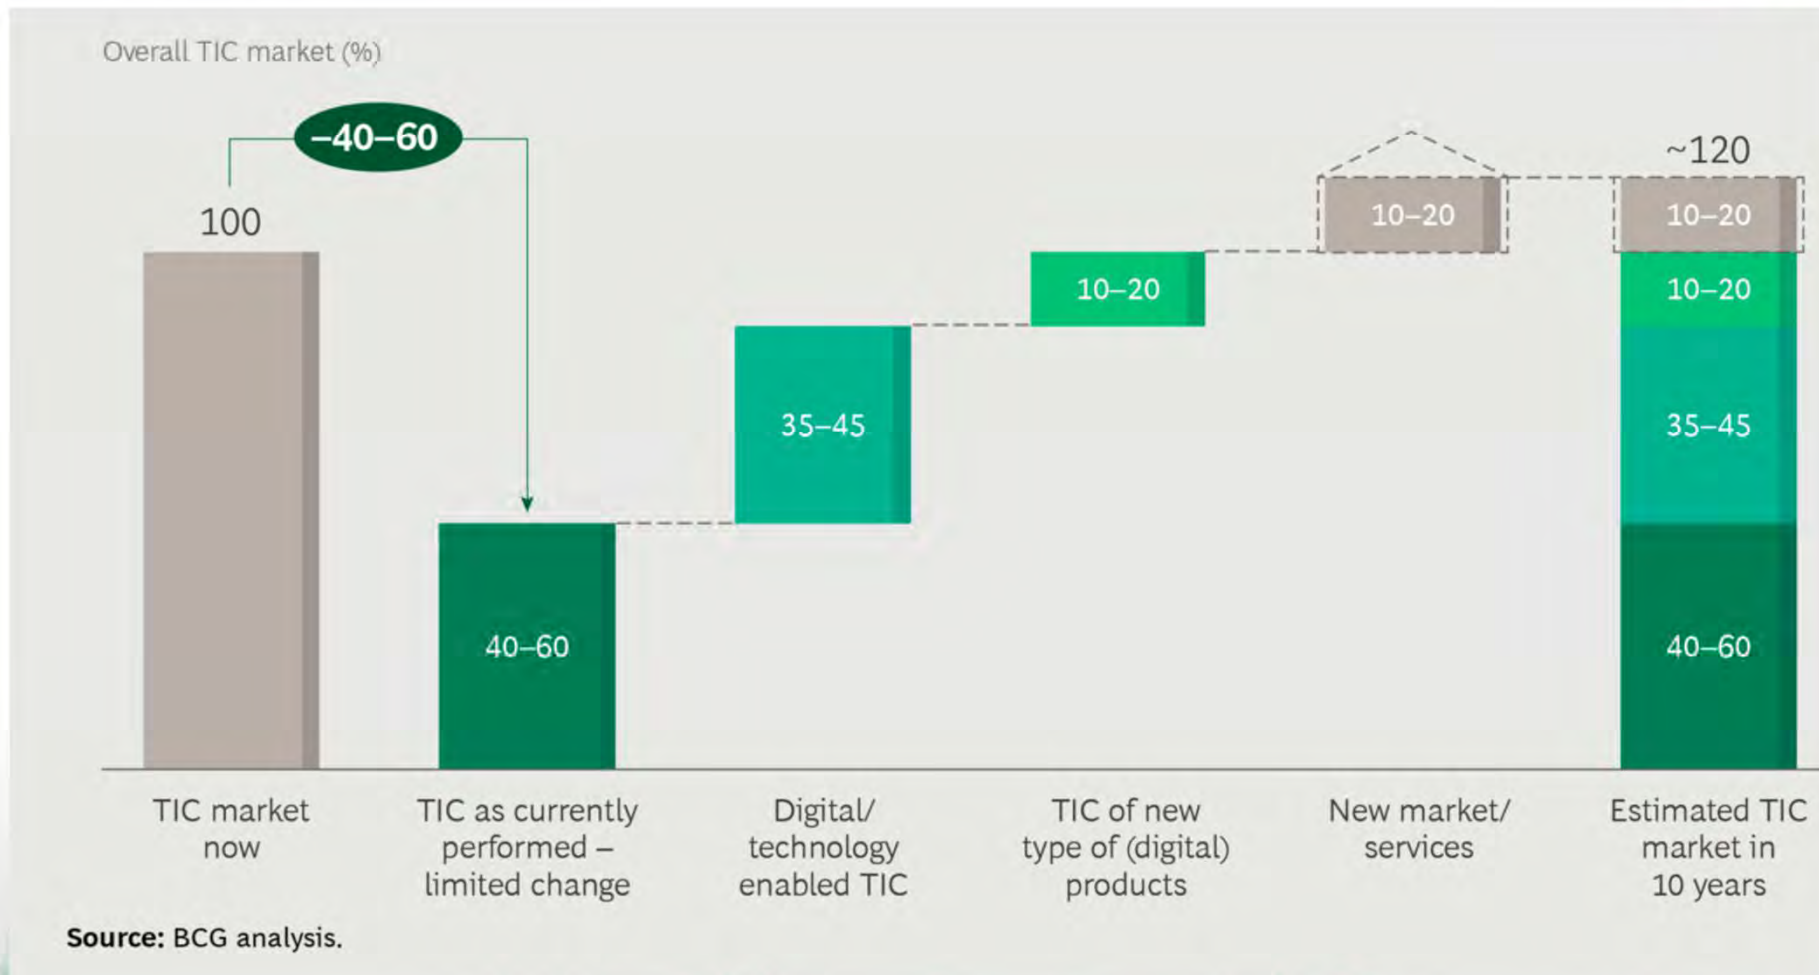 Overall TIC market (%)
–40–60
100
~120
10–20
10–20
10–20
10–20
35–45
35–45
40–60
40–60
TIC market
now
TIC as currently
performed –
limited change
Digital/
technology
enabled TIC
TIC of new
type of (digital)
products
New market/
services
Estimated TIC
market in
10 years
Source: BCG analysis.